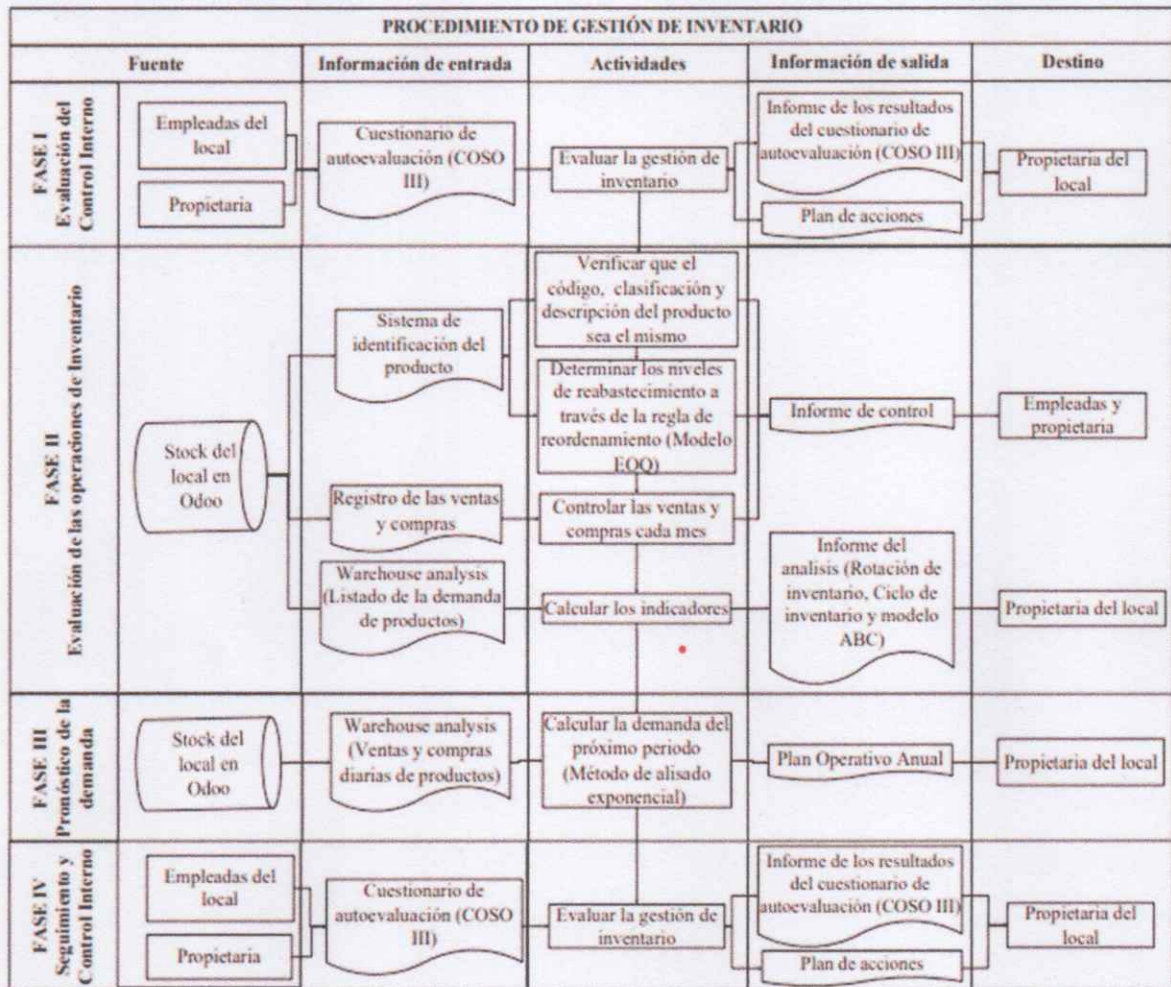 PROCEDIMIENTO DE GESTIÓN DE INVENTARIO
Fuente
Información de entrada
Actividades
Información de salida
Destino
FASE I
Evaluación del
Control Interno
Empleadas del
local
Propietaria
Cuestionario de
autoevaluación (COSO
III)
Evaluar la gestión de
inventario
Informe de los resultados
del cuestionario de
autoevaluación (COSO III)
Plan de acciones
Propietaria del
local
FASE II
Evaluación de las operaciones de Inventario
Stock del
local en
Odoo
Sistema de
identificación del
producto
Registro de las ventas
y compras
Warehouse analysis
(Listado de la demanda
de productos)
Verificar que el
código, clasificación y
descripción del producto
sea el mismo
Determinar los niveles
de reabastecimiento a
través de la regla de
reordenamiento (Modelo
EOQ)
Controlar las ventas y
compras cada mes
Calcular los indicadores
Informe de control
Informe del
analisis (Rotación de
inventario, Ciclo de
inventario y modelo
ABC)
Empleadas y
propietaria
Propietaria del local
FASE III
Pronóstico de la
demanda
Stock del
local en
Odoo
Warehouse analysis
(Ventas y compras
diarias de productos)
Calcular la demanda del
próximo periodo
(Método de alisado
exponencial)
Plan Operativo Anual
Propietaria del local
FASE IV
Seguimiento y
Control Interno
Empleadas del
local
Propietaria
Cuestionario de
autoevaluación (COSO
III)
Evaluar la gestión de
inventario
Informe de los resultados
del cuestionario de
autoevaluación (COSO III)
Plan de acciones
Propietaria del
local